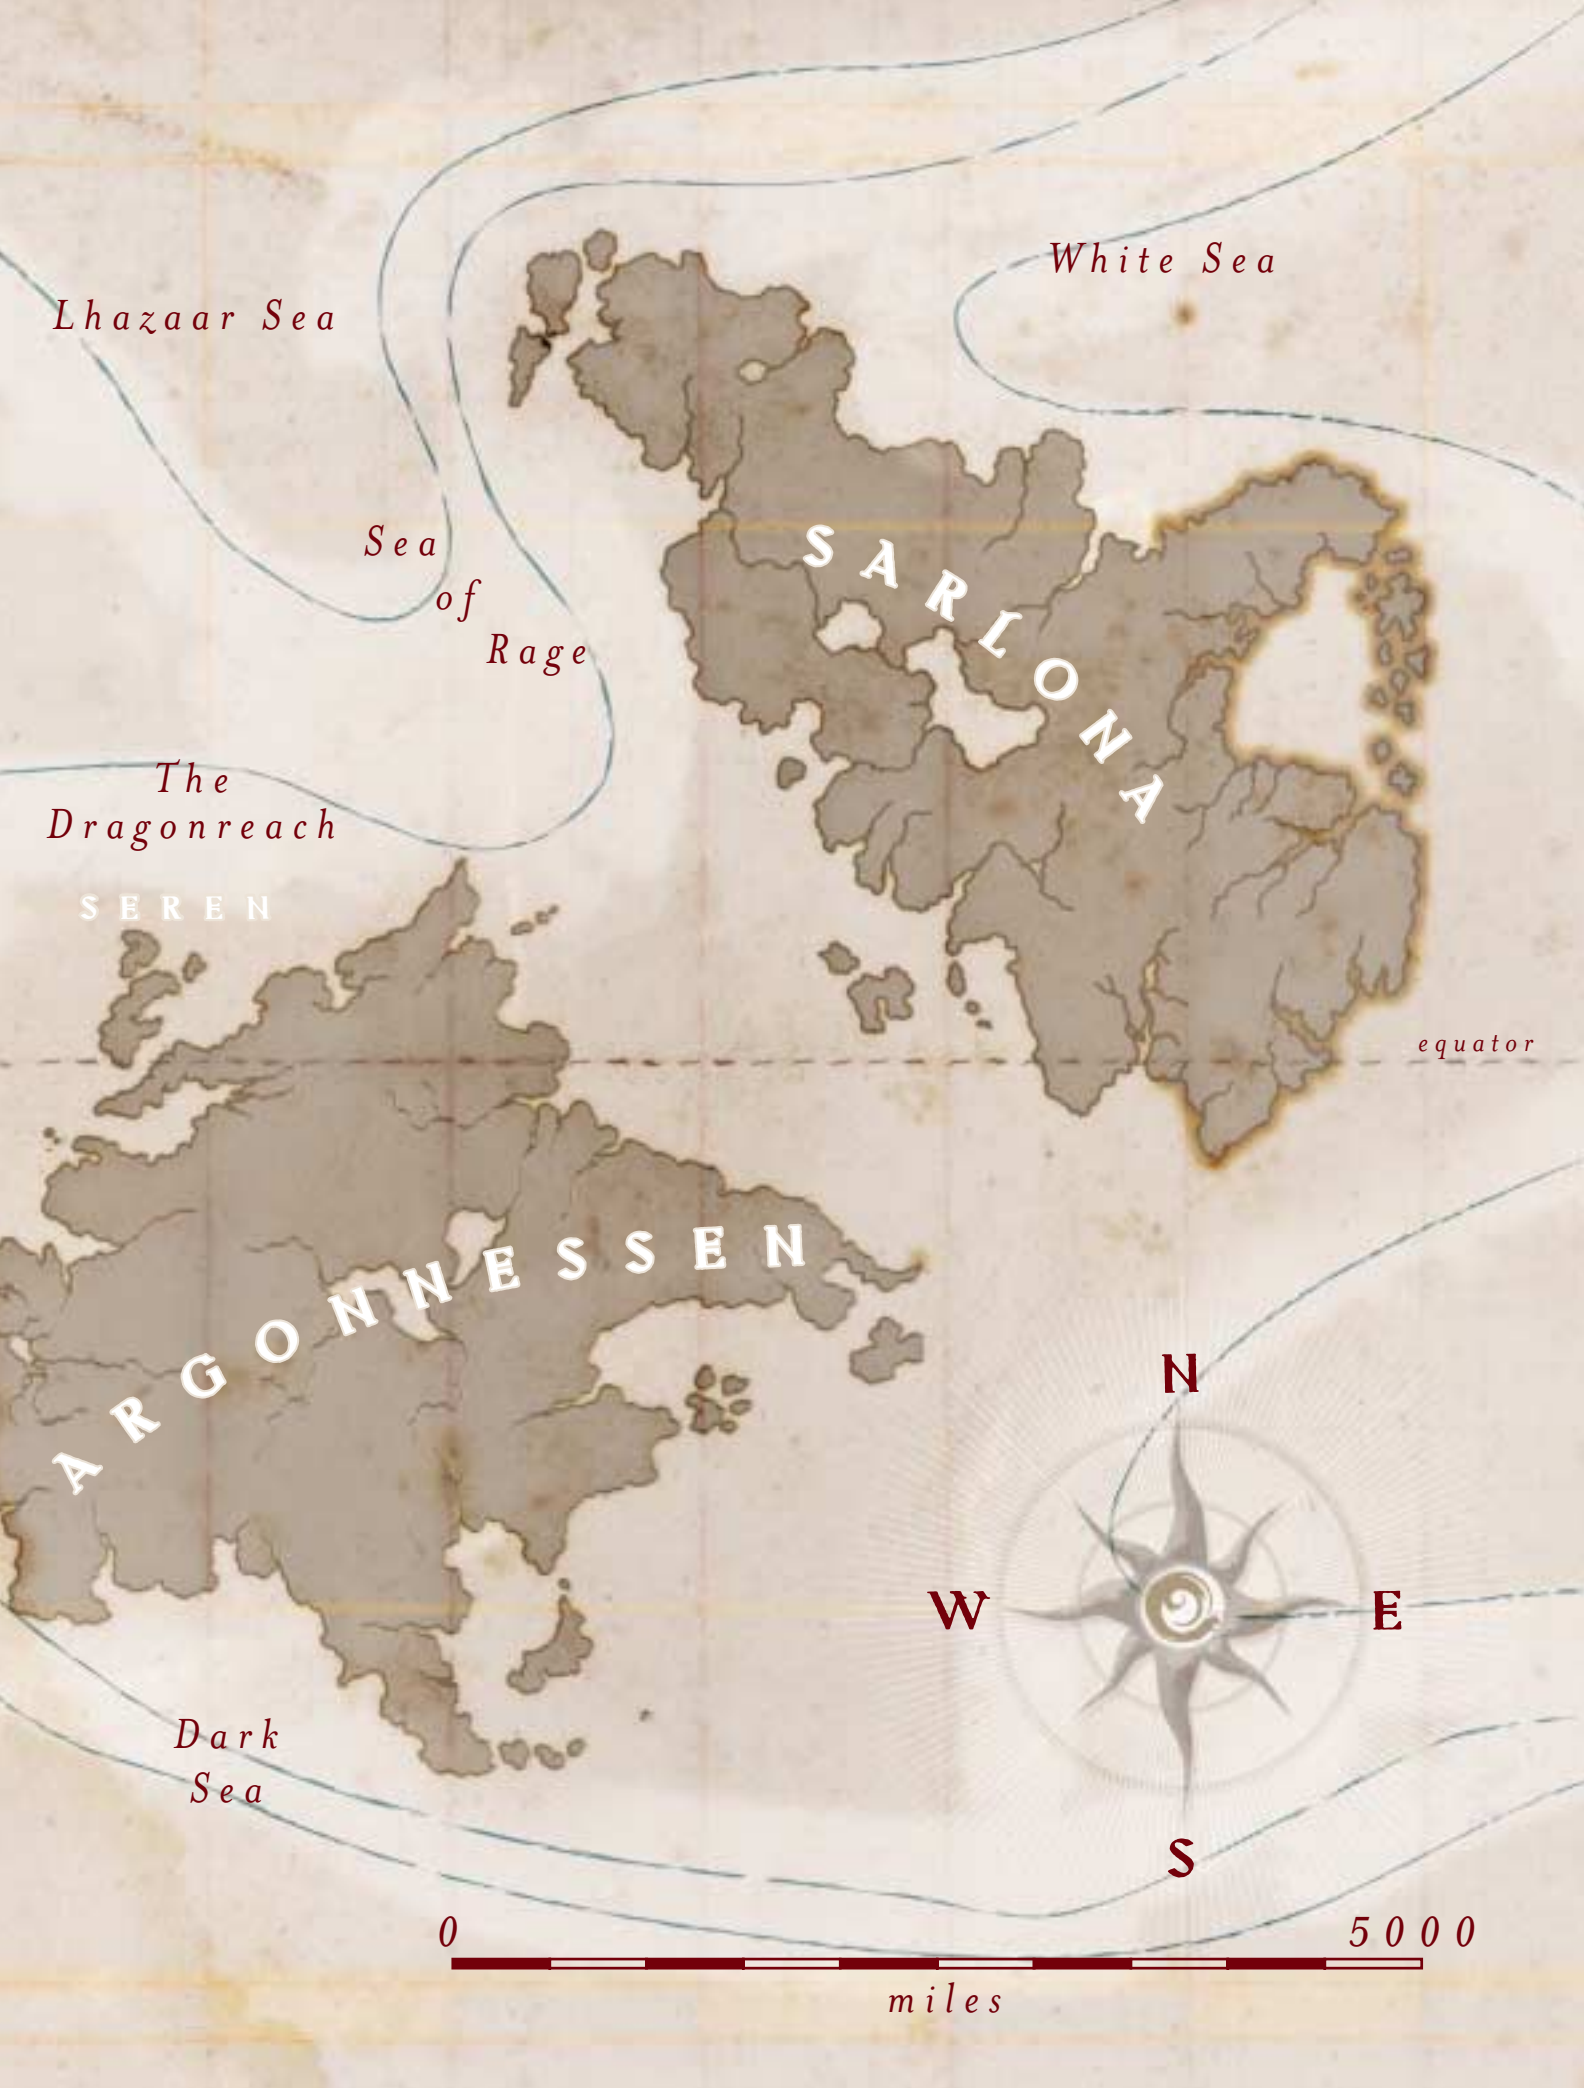 White Sea
Lhazaar Sea
Sea
of
Rage
SARLONA
The
Dragonreach
SEREN
equator
ARGONNESSEN
N
W
E
S
Dark
Sea
0
5000
miles